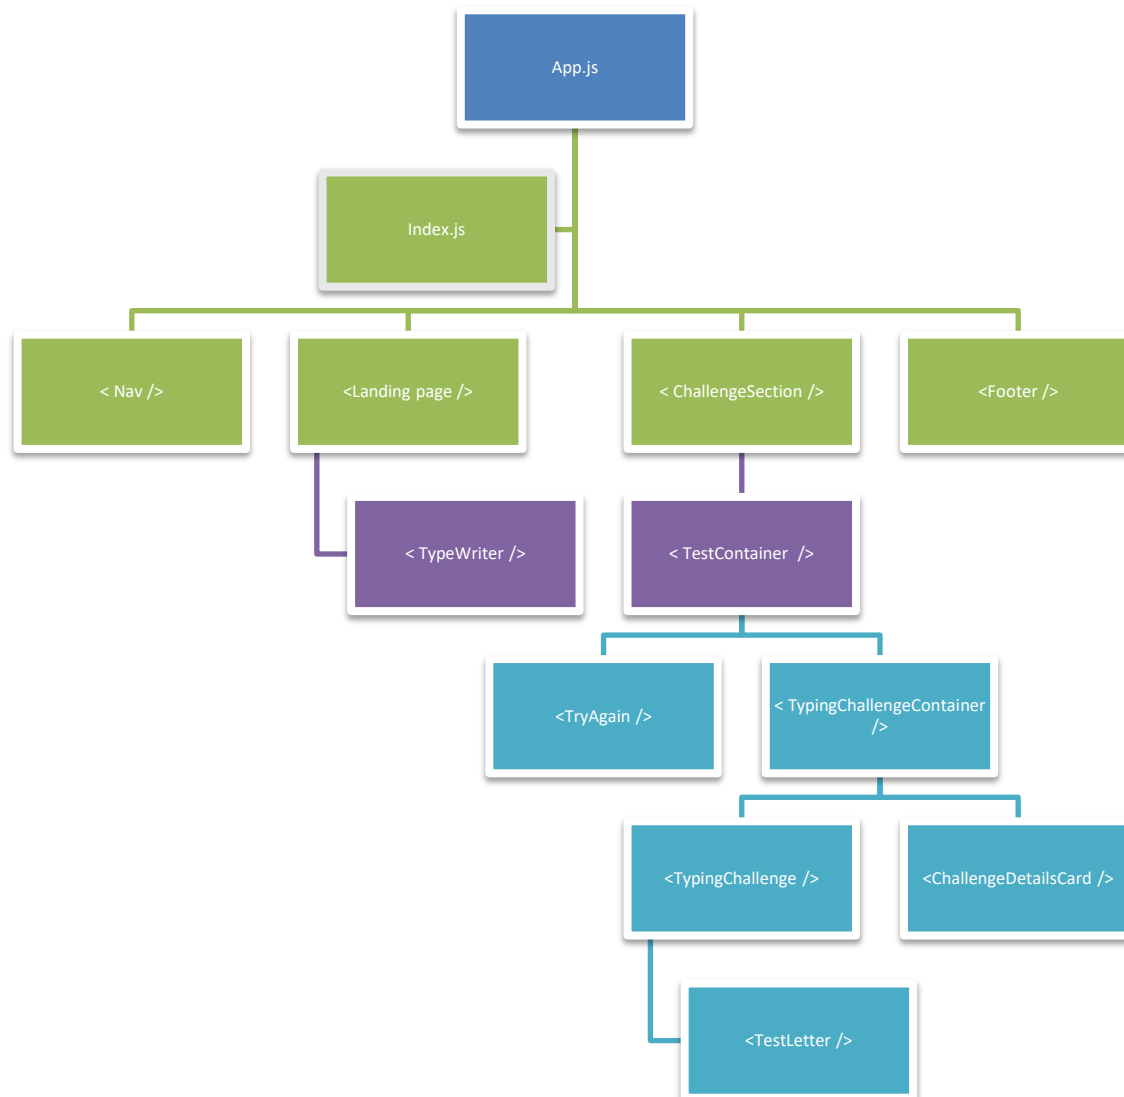 App.js
Index.js
< Nav />
<Landing page />
< ChallengeSection />
<Footer />
< TypeWriter />
< TestContainer  />
<TryAgain />
< TypingChallengeContainer
/>
<TypingChallenge />
<ChallengeDetailsCard />
<TestLetter />